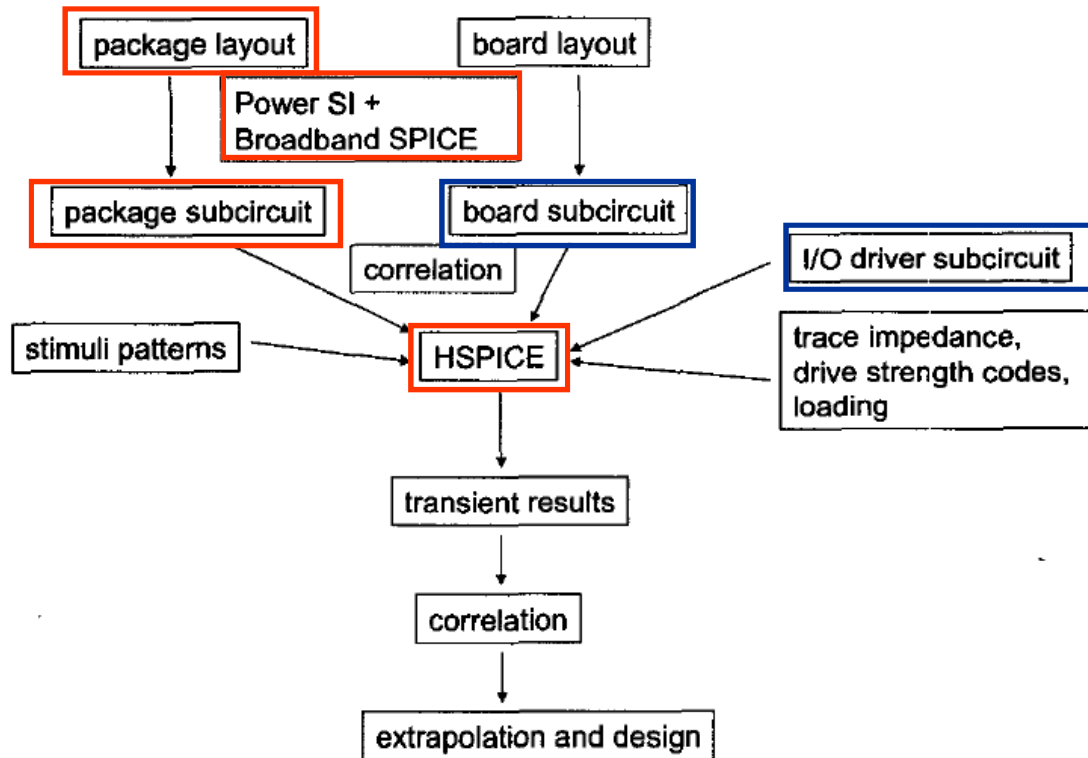 package layout
board layout
Power SI +
Broadband SPICE
package subcircuit
board subcircuit
I/O driver subcircuit
correlation
stimuli patterns
HSPICE
trace impedance,
drive strength codes,
loading
transient results
correlation
extrapolation and design